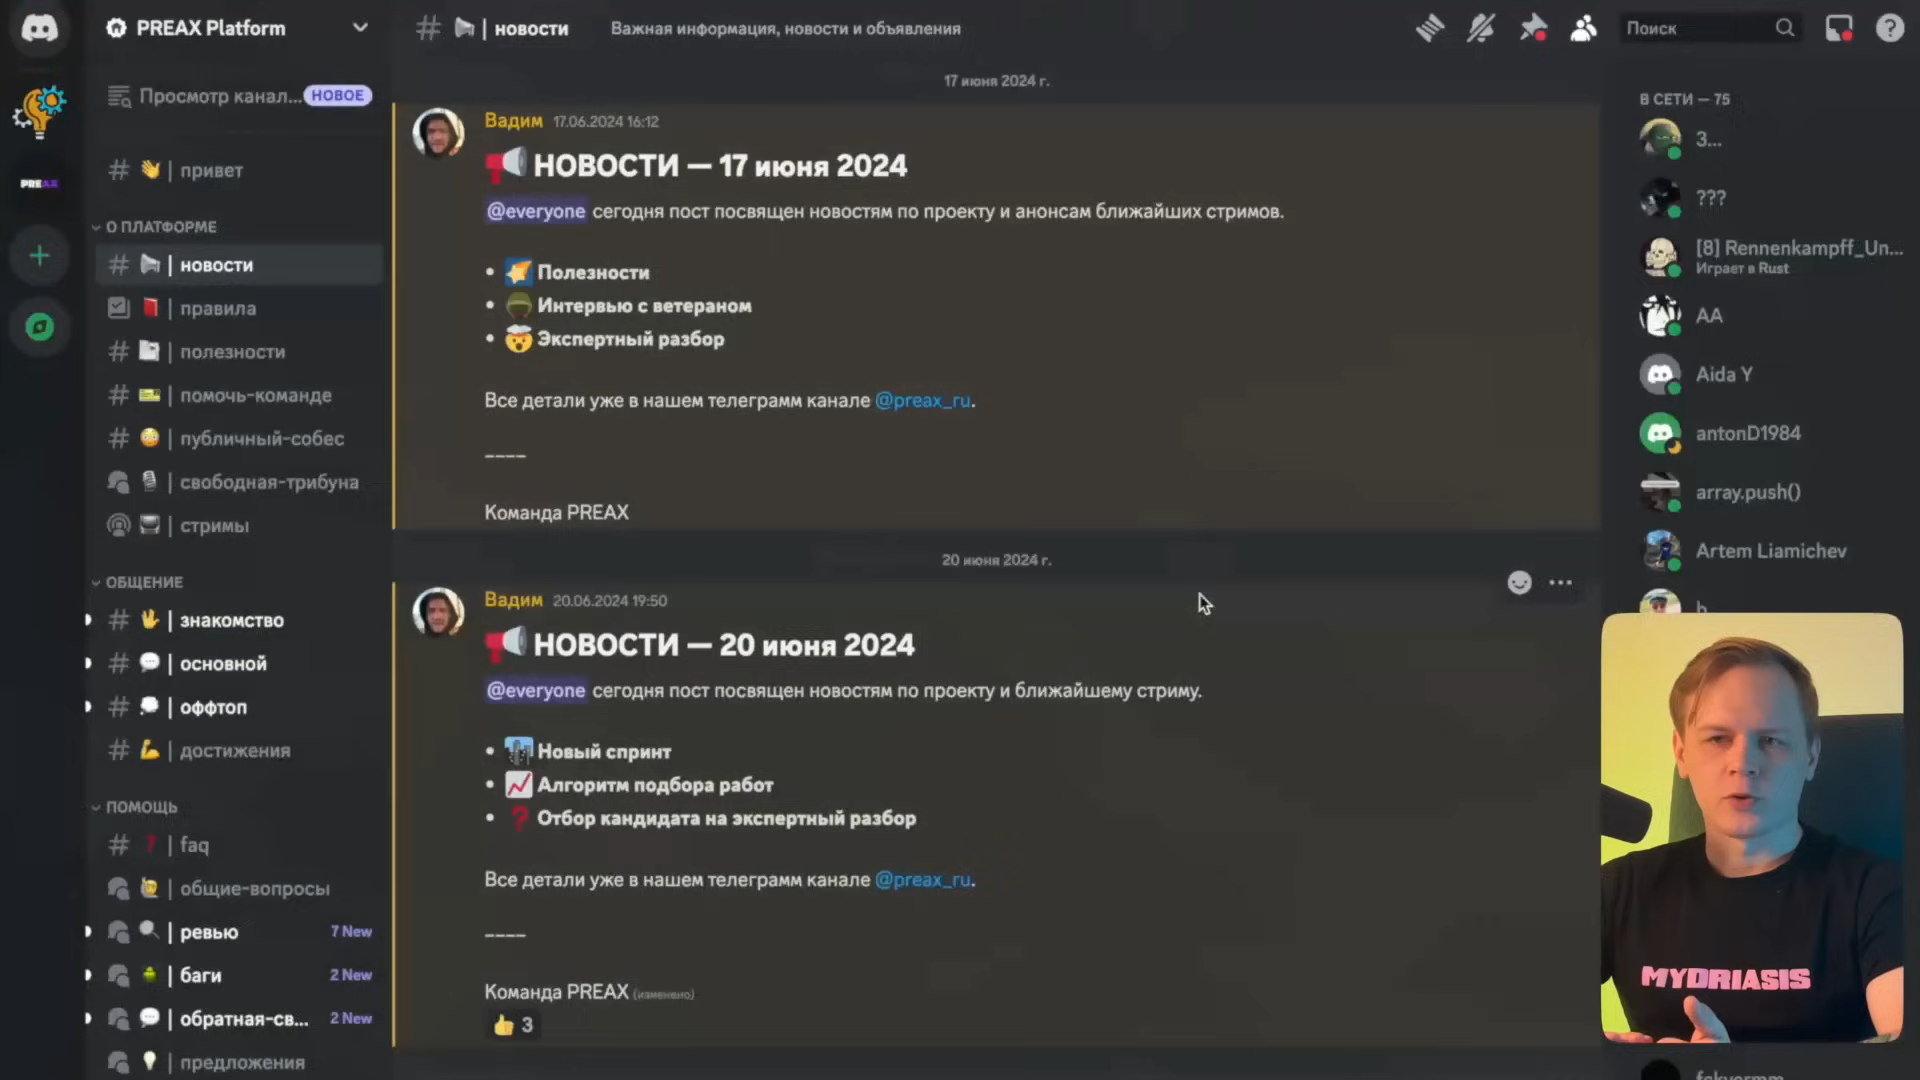 PREAX Platform
| новости
Важная информация, новости и объявления
Поиск
Просмотр канал...
НОВОЕ
PREAX
| привет
О ПЛАТФОРМЕ
| новости
| правила
| полезности
| помочь-команде
| публичный-собес
| свободная-трибуна
| стримы
ОБЩЕНИЕ
| знакомство
| основной
| оффтоп
| достижения
ПОМОЩЬ
| faq
| общие-вопросы
| ревью
7 New
| баги
2 New
| обратная-св...
2 New
| предложения
17 июня 2024 г.
Вадим 17.06.2024 16:12
НОВОСТИ — 17 июня 2024
@everyone сегодня пост посвящен новостям по проекту и анонсам ближайших стримов.
• Полезности
• Интервью с ветераном
• Экспертный разбор
Все детали уже в нашем телеграмм канале @preax_ru.
____
Команда PREAX
20 июня 2024 г.
Вадим 20.06.2024 19:50
НОВОСТИ — 20 июня 2024
@everyone сегодня пост посвящен новостям по проекту и ближайшему стриму.
• Новый спринт
• Алгоритм подбора работ
• Отбор кандидата на экспертный разбор
Все детали уже в нашем телеграмм канале @preax_ru.
____
Команда PREAX (изменено)
3
В СЕТИ — 75
3...
???
[8] Rennenkampff_Un...
Играет в Rust
AA
Aida Y
antonD1984
array.push()
Artem Liamichev
MYDRIASIS